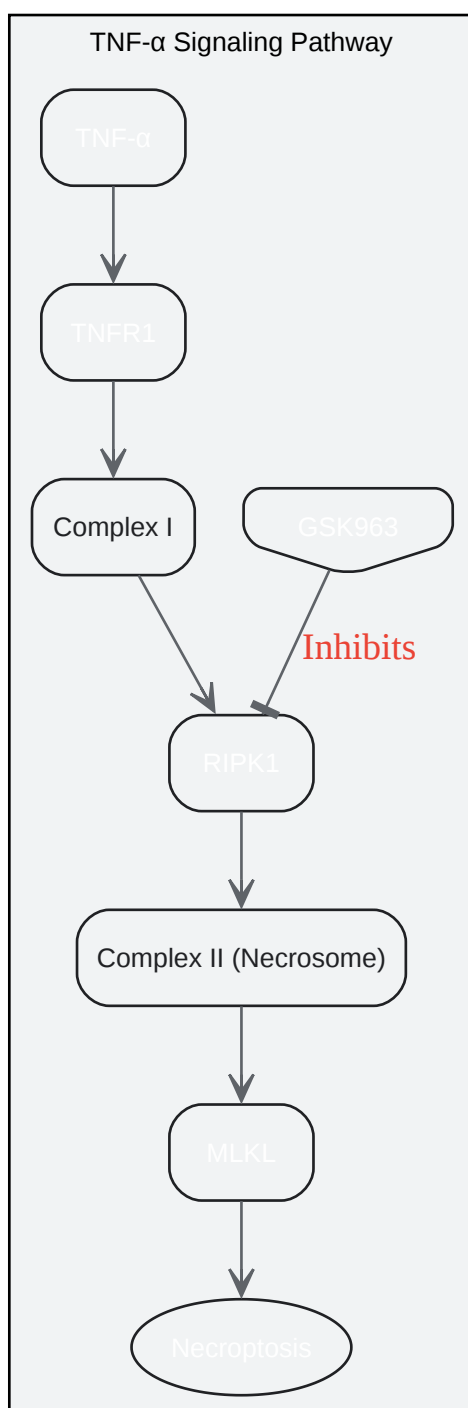 TNF-α Signaling Pathway
TNF-α
TNFR1
Complex I
GSK963
Inhibits
RIPK1
Complex II (Necrosome)
MLKL
Necroptosis